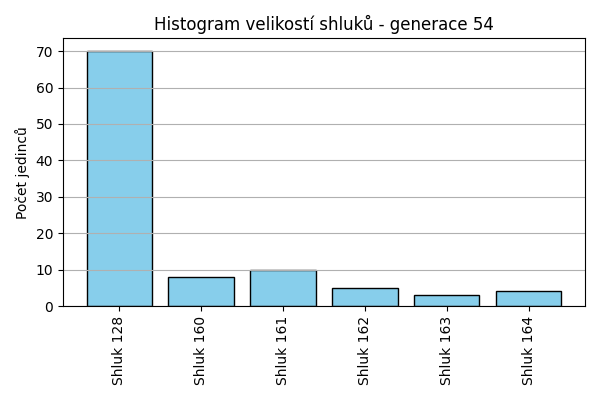 Histogram velikostí shluků - generace 54
Počet jedinců
70
60
50
40
30
20
10
0
Shluk 128
Shluk 160
Shluk 161
Shluk 162
Shluk 163
Shluk 164